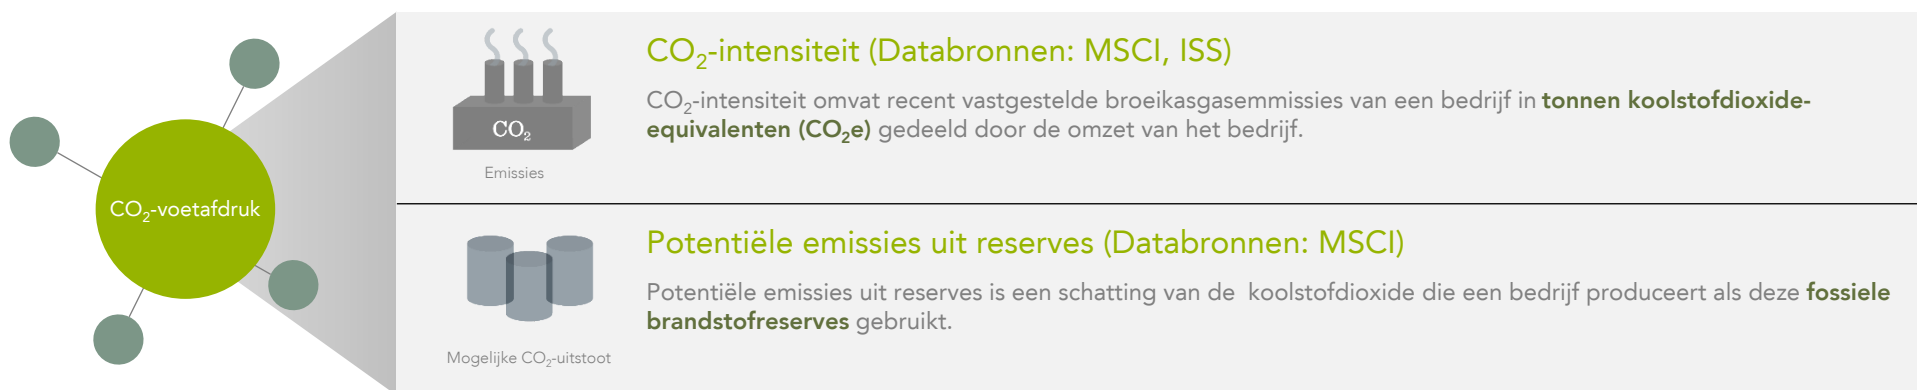 CO₂-voetafdruk
CO₂
Emissies
CO₂-intensiteit (Databronnen: MSCI, ISS)
CO₂-intensiteit omvat recent vastgestelde broeikasgasemmissies van een bedrijf in tonnen koolstofdioxide-
equivalenten (CO₂e) gedeeld door de omzet van het bedrijf.
Mogelijke CO₂-uitstoot
Potentiële emissies uit reserves (Databronnen: MSCI)
Potentiële emissies uit reserves is een schatting van de koolstofdioxide die een bedrijf produceert als deze fossiele
brandstofreserves gebruikt.